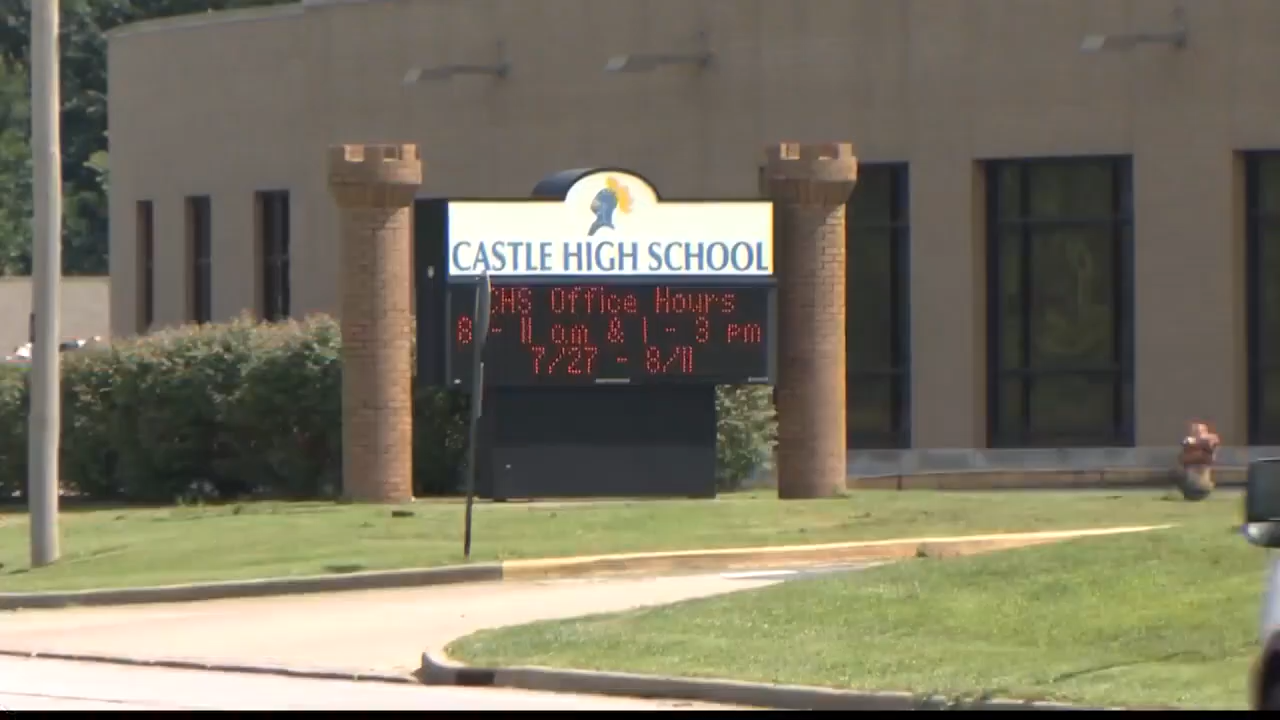 CASTLE HIGH SCHOOL
CHS Office Hours
8 - 11 am & 1 - 3 pm
7/27 - 8/11